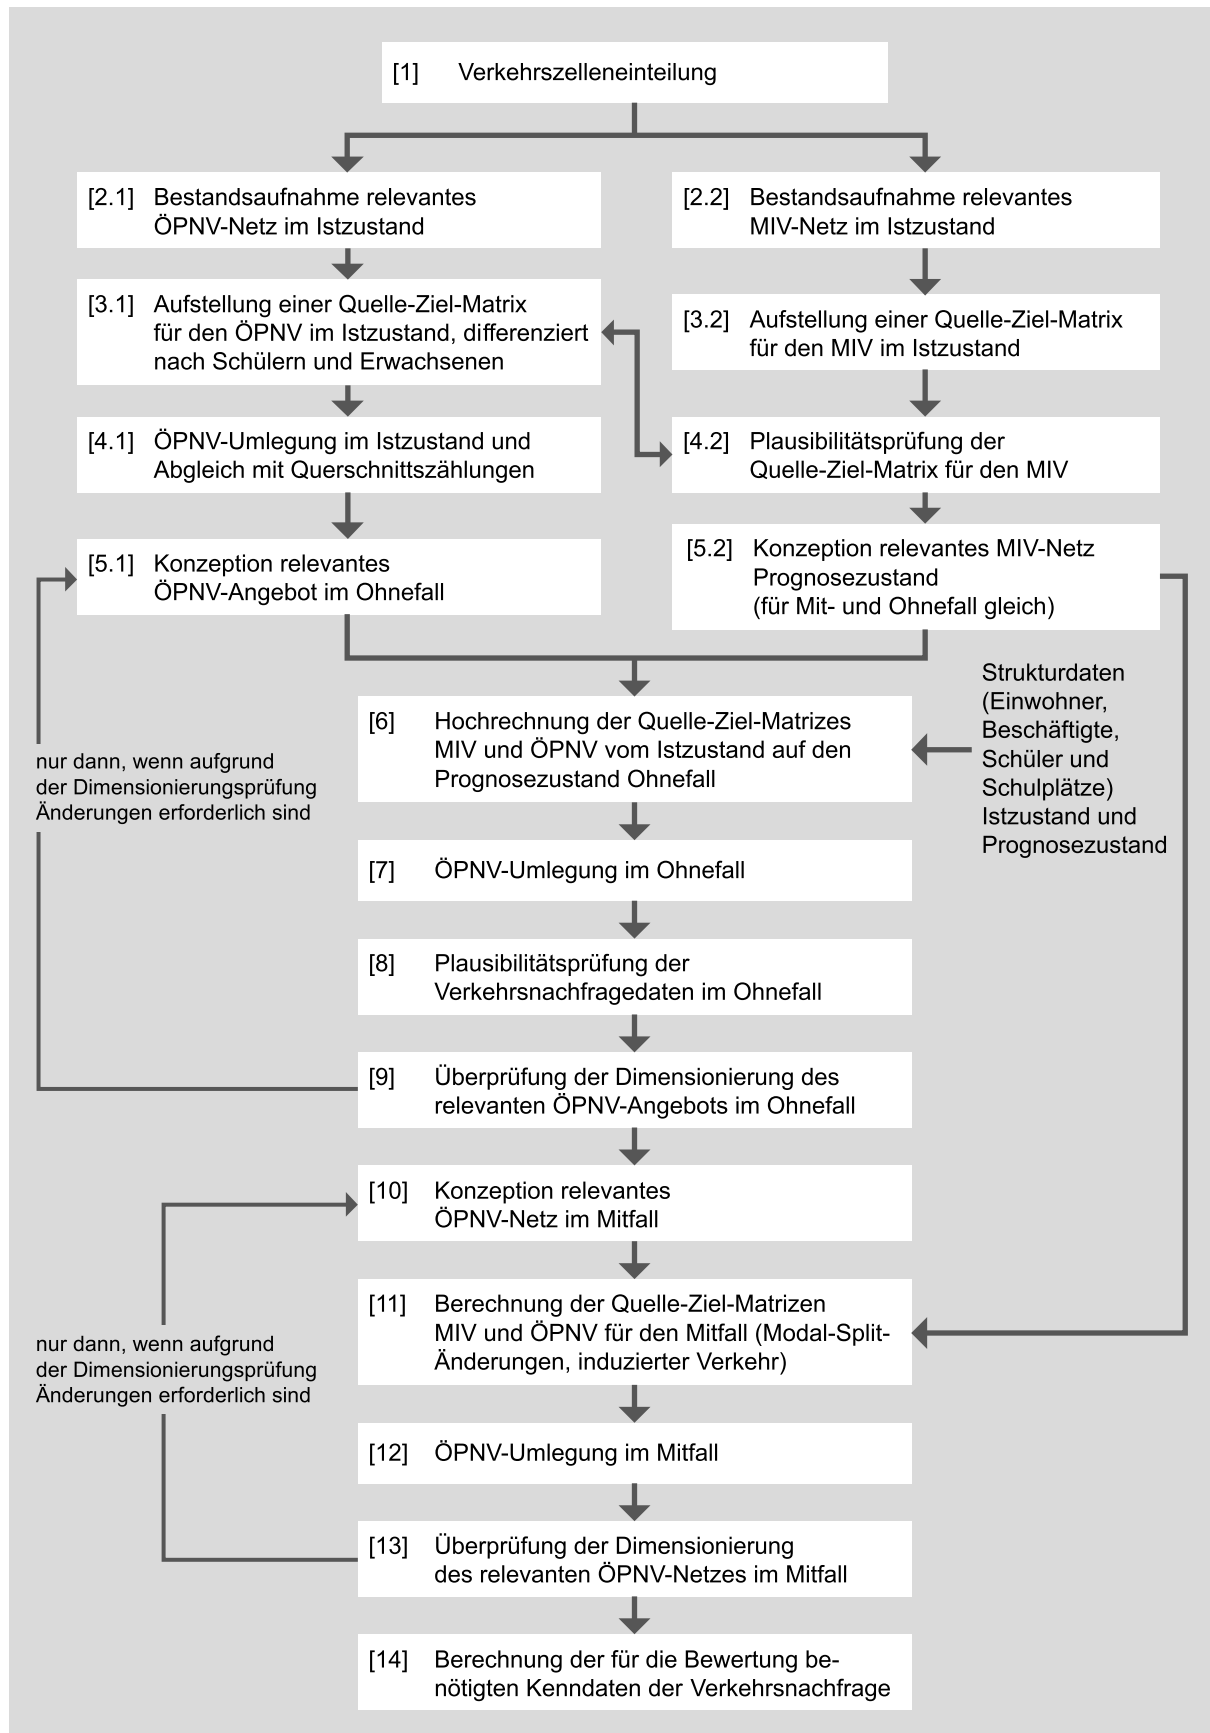 [1] Verkehrszelleneinteilung
[2.1] Bestandsaufnahme relevantes
ÖPNV-Netz im Istzustand
[2.2] Bestandsaufnahme relevantes
MIV-Netz im Istzustand
[3.1] Aufstellung einer Quelle-Ziel-Matrix
für den ÖPNV im Istzustand, differenziert
nach Schülern und Erwachsenen
[3.2] Aufstellung einer Quelle-Ziel-Matrix
für den MIV im Istzustand
[4.1] ÖPNV-Umlegung im Istzustand und
Abgleich mit Querschnittszählungen
[4.2] Plausibilitätsprüfung der
Quelle-Ziel-Matrix für den MIV
[5.1] Konzeption relevantes
ÖPNV-Angebot im Ohnefall
[5.2] Konzeption relevantes MIV-Netz
Prognosezustand
(für Mit- und Ohnefall gleich)
Strukturdaten
(Einwohner,
Beschäftigte,
Schüler und
Schulplätze)
Istzustand und
Prognosezustand
[6] Hochrechnung der Quelle-Ziel-Matrizes
MIV und ÖPNV vom Istzustand auf den
Prognosezustand Ohnefall
nur dann, wenn aufgrund
der Dimensionierungsprüfung
Änderungen erforderlich sind
[7] ÖPNV-Umlegung im Ohnefall
[8] Plausibilitätsprüfung der
Verkehrsnachfragedaten im Ohnefall
[9] Überprüfung der Dimensionierung des
relevanten ÖPNV-Angebots im Ohnefall
[10] Konzeption relevantes
ÖPNV-Netz im Mitfall
[11] Berechnung der Quelle-Ziel-Matrizen
MIV und ÖPNV für den Mitfall (Modal-Split-
Änderungen, induzierter Verkehr)
nur dann, wenn aufgrund
der Dimensionierungsprüfung
Änderungen erforderlich sind
[12] ÖPNV-Umlegung im Mitfall
[13] Überprüfung der Dimensionierung
des relevanten ÖPNV-Netzes im Mitfall
[14] Berechnung der für die Bewertung be-
nötigten Kenndaten der Verkehrsnachfrage